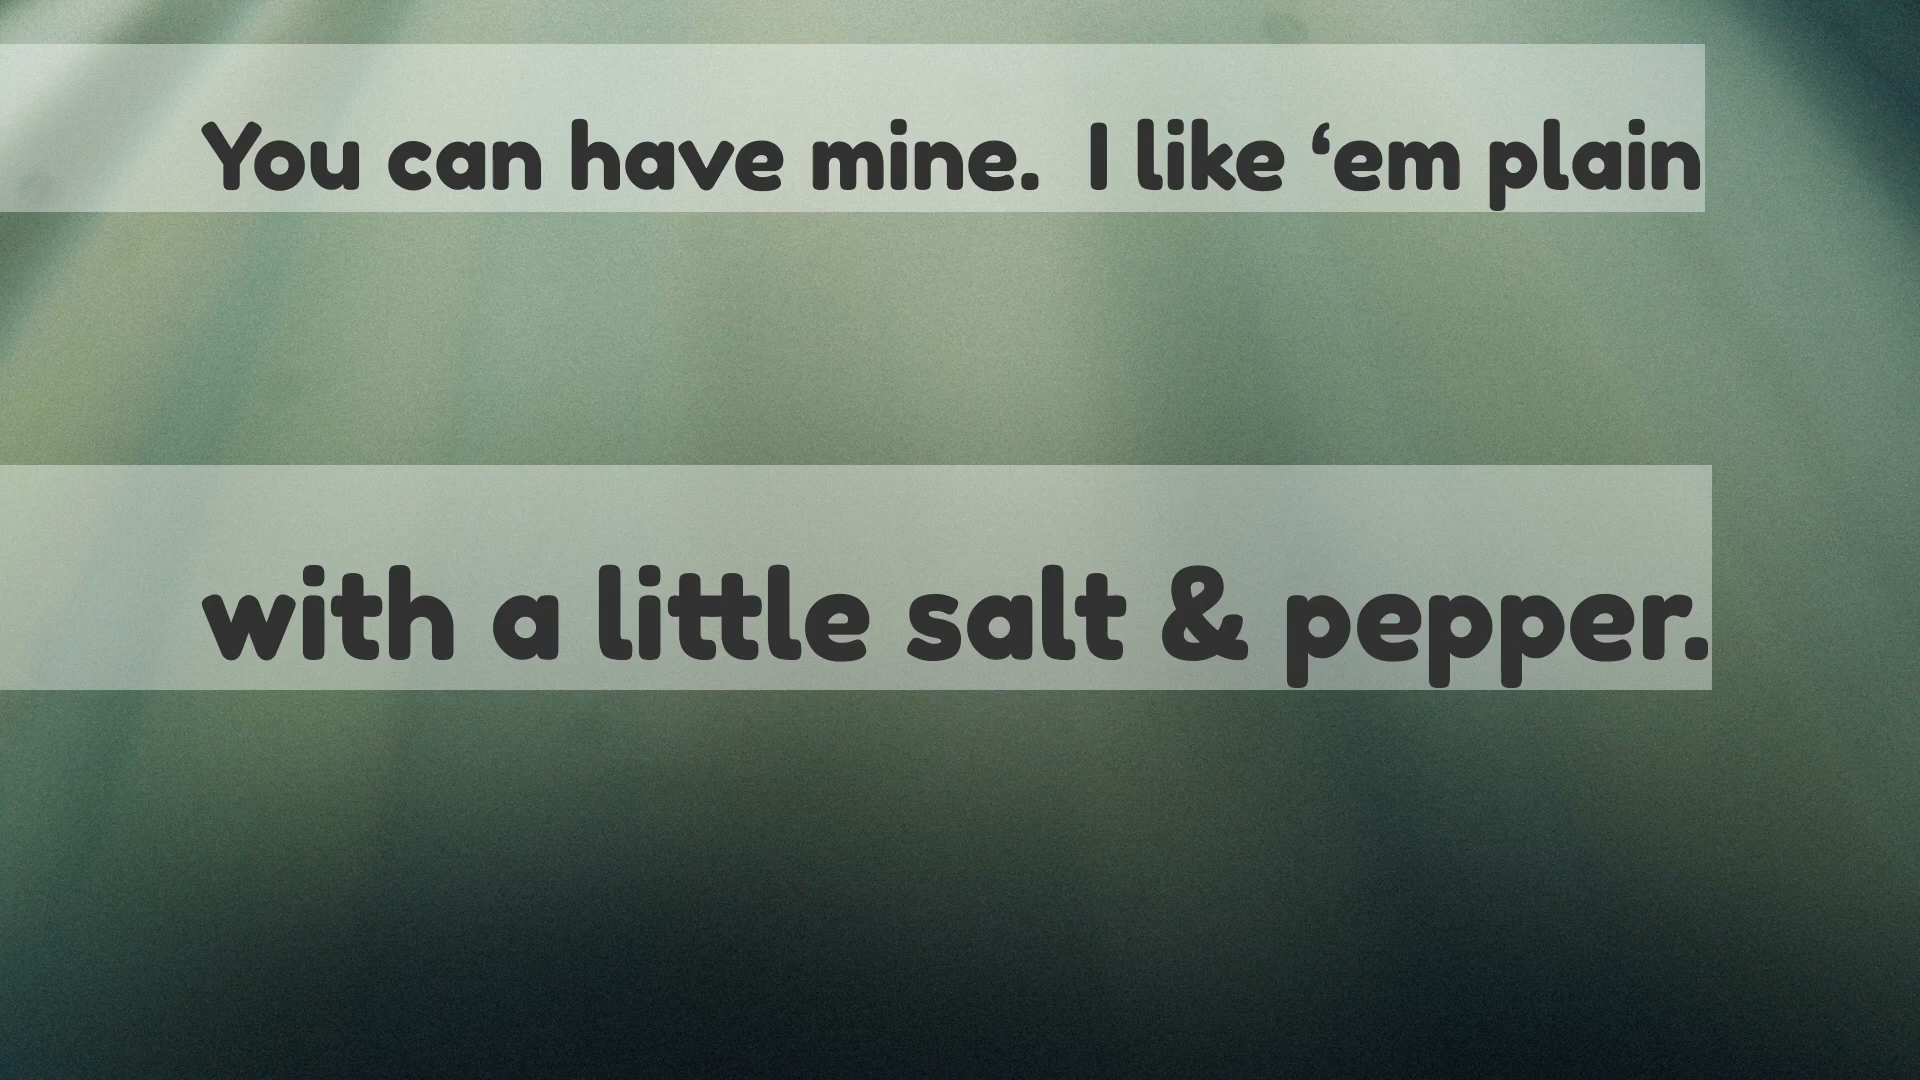 You can have mine.  I like ‘em plain
with a little salt & pepper.